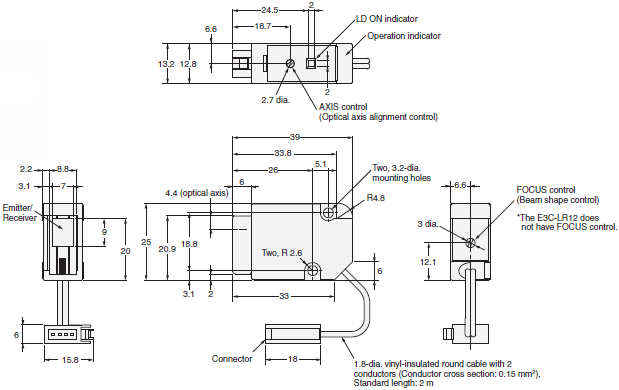 24.5
2
18.7
6.6
LD ON indicator
Operation indicator
13.2
12.8
2
2.7 dia.
AXIS control
(Optical axis alignment control)
39
33.8
26
5.1
6
Two, 3.2-dia.
mounting holes
R4.8
4.4 (optical axis)
2.2
8.8
3.1
7
Emitter/
Receiver
9
20
25
20.9
18.8
Two, R 2.6
6
3.1
2
33
6.6
FOCUS control
(Beam shape control)
*The E3C-LR12 does
not have FOCUS control.
3 dia.
12.1
6
15.8
Connector
18
1.8-dia. vinyl-insulated round cable with 2
conductors (Conductor cross section: 0.15 mm²),
Standard length: 2 m